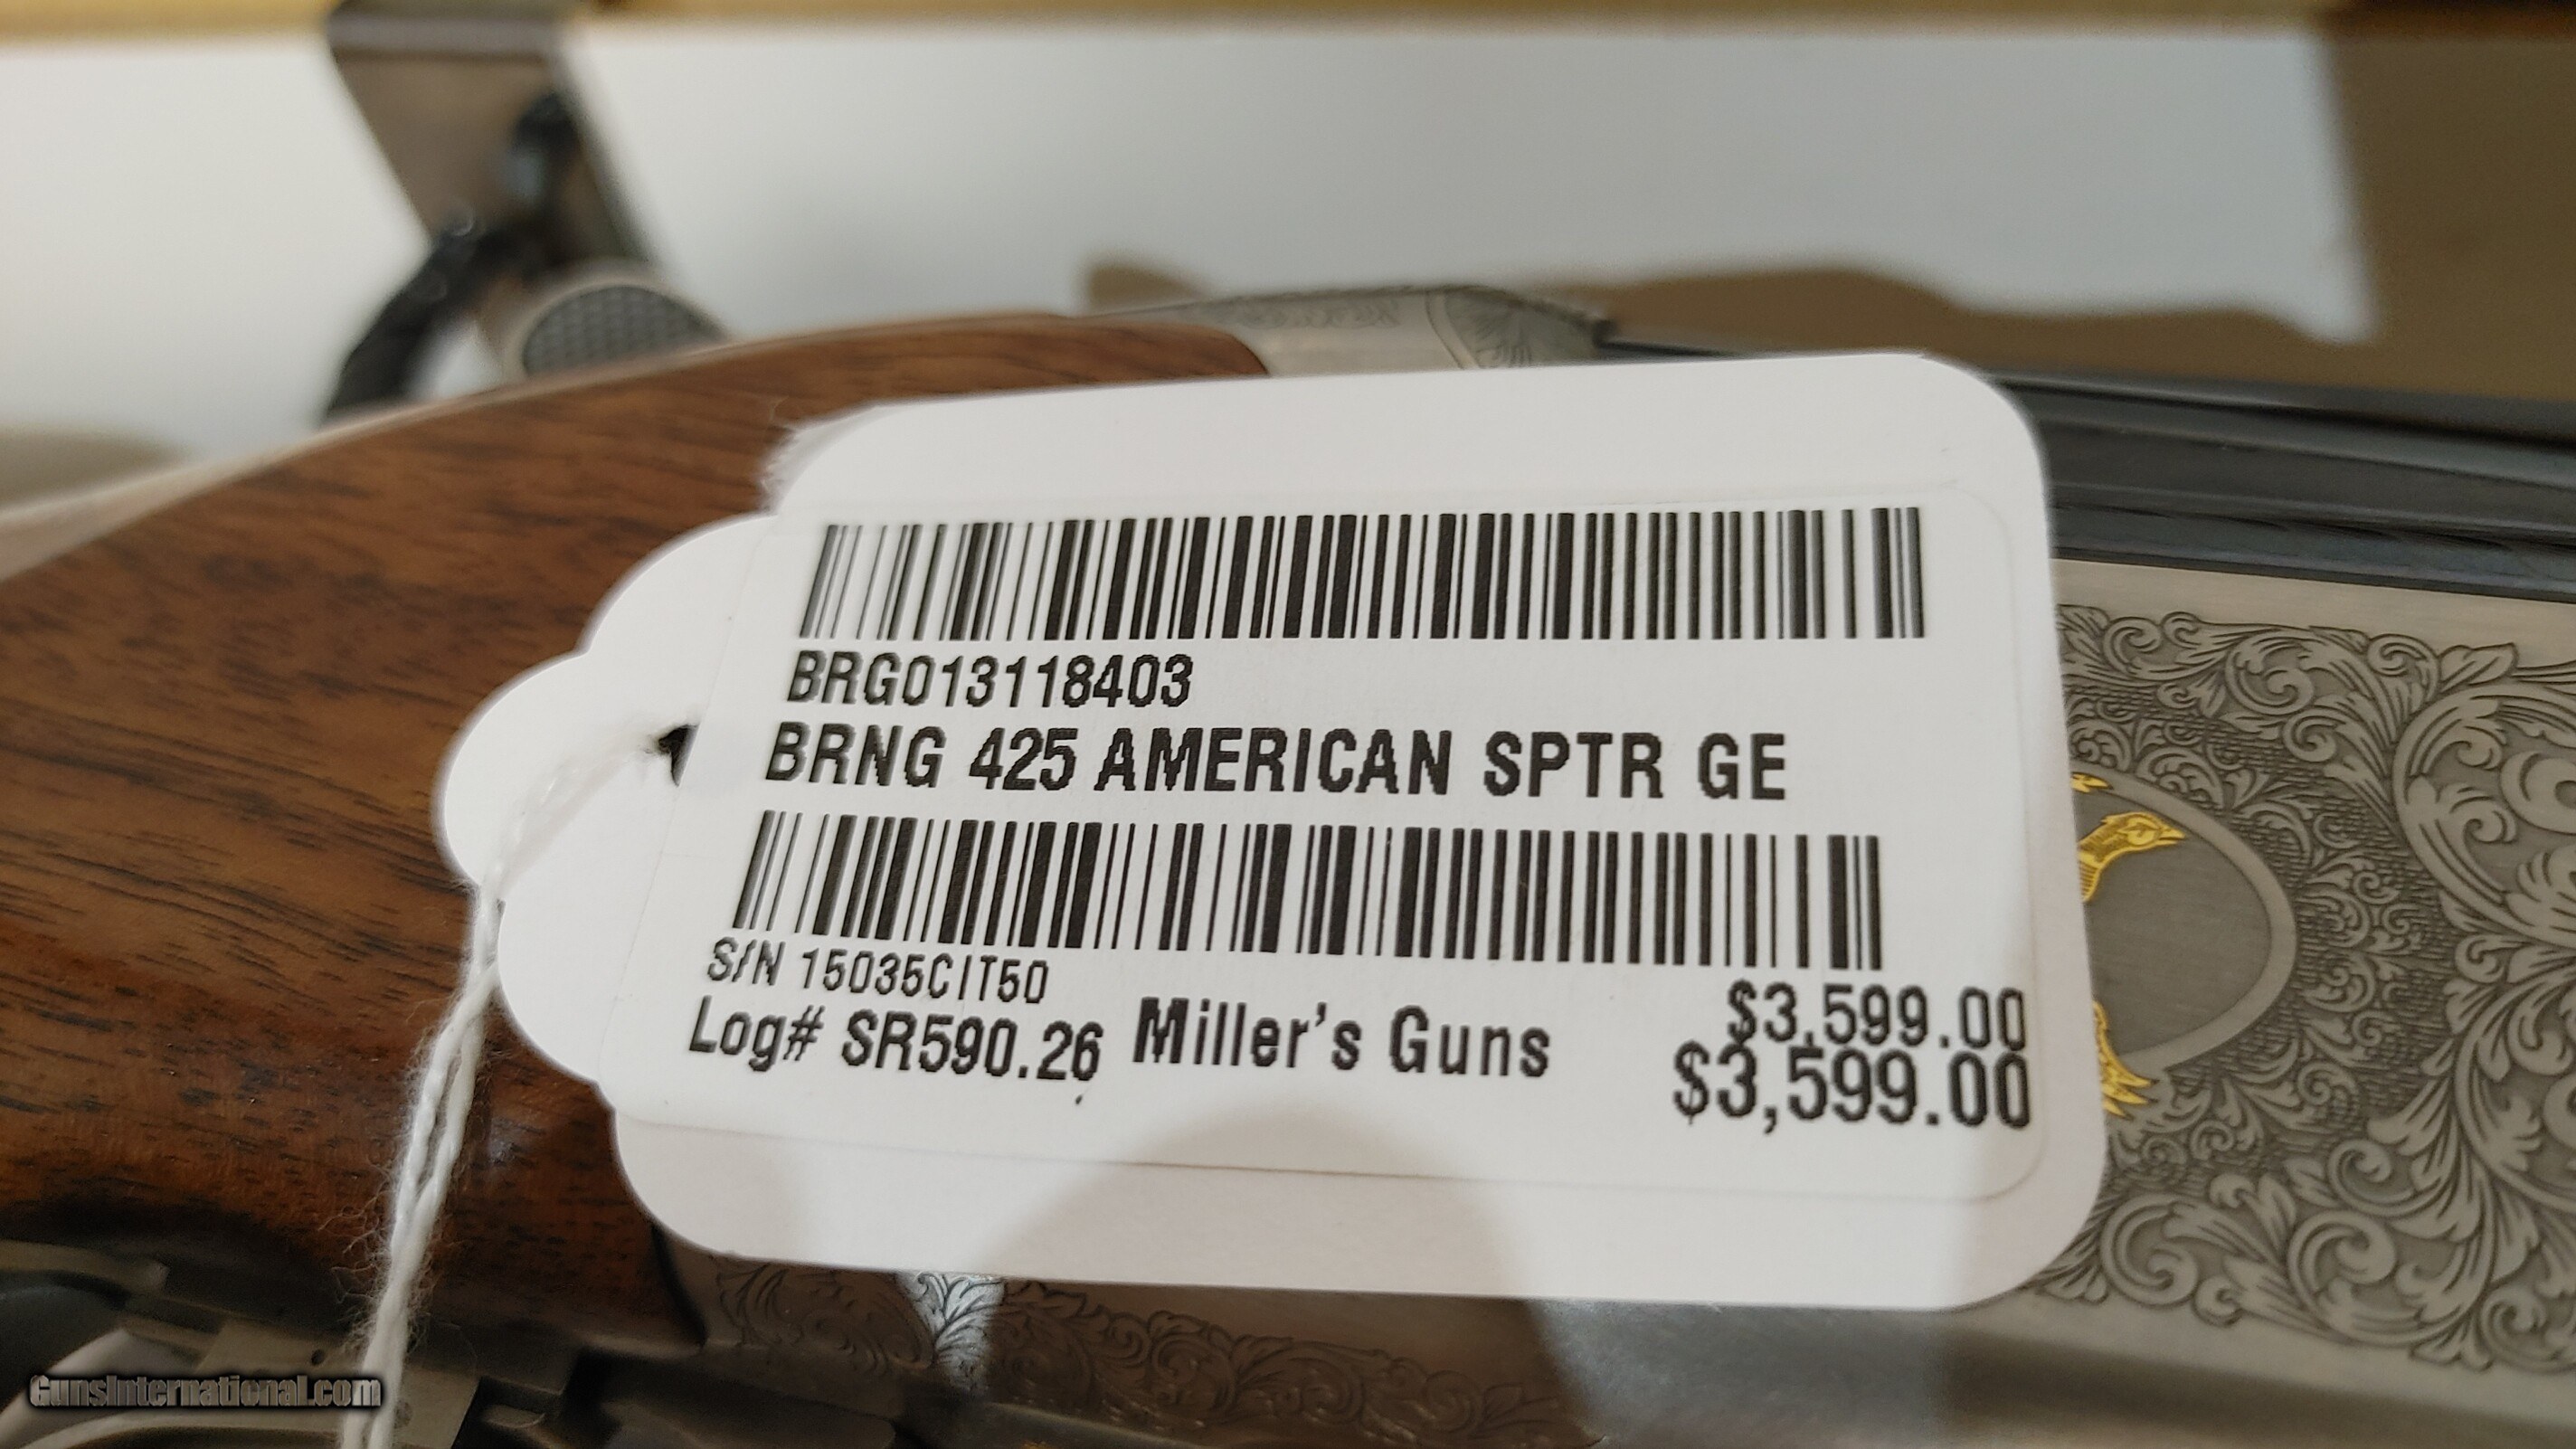 BRG013118403
BRNG 425 AMERICAN SPTR GE
S/N 15035CIT50
$3,599.00
Log# SR590.26 Miller's Guns $3,599.00
GunsInternational.com